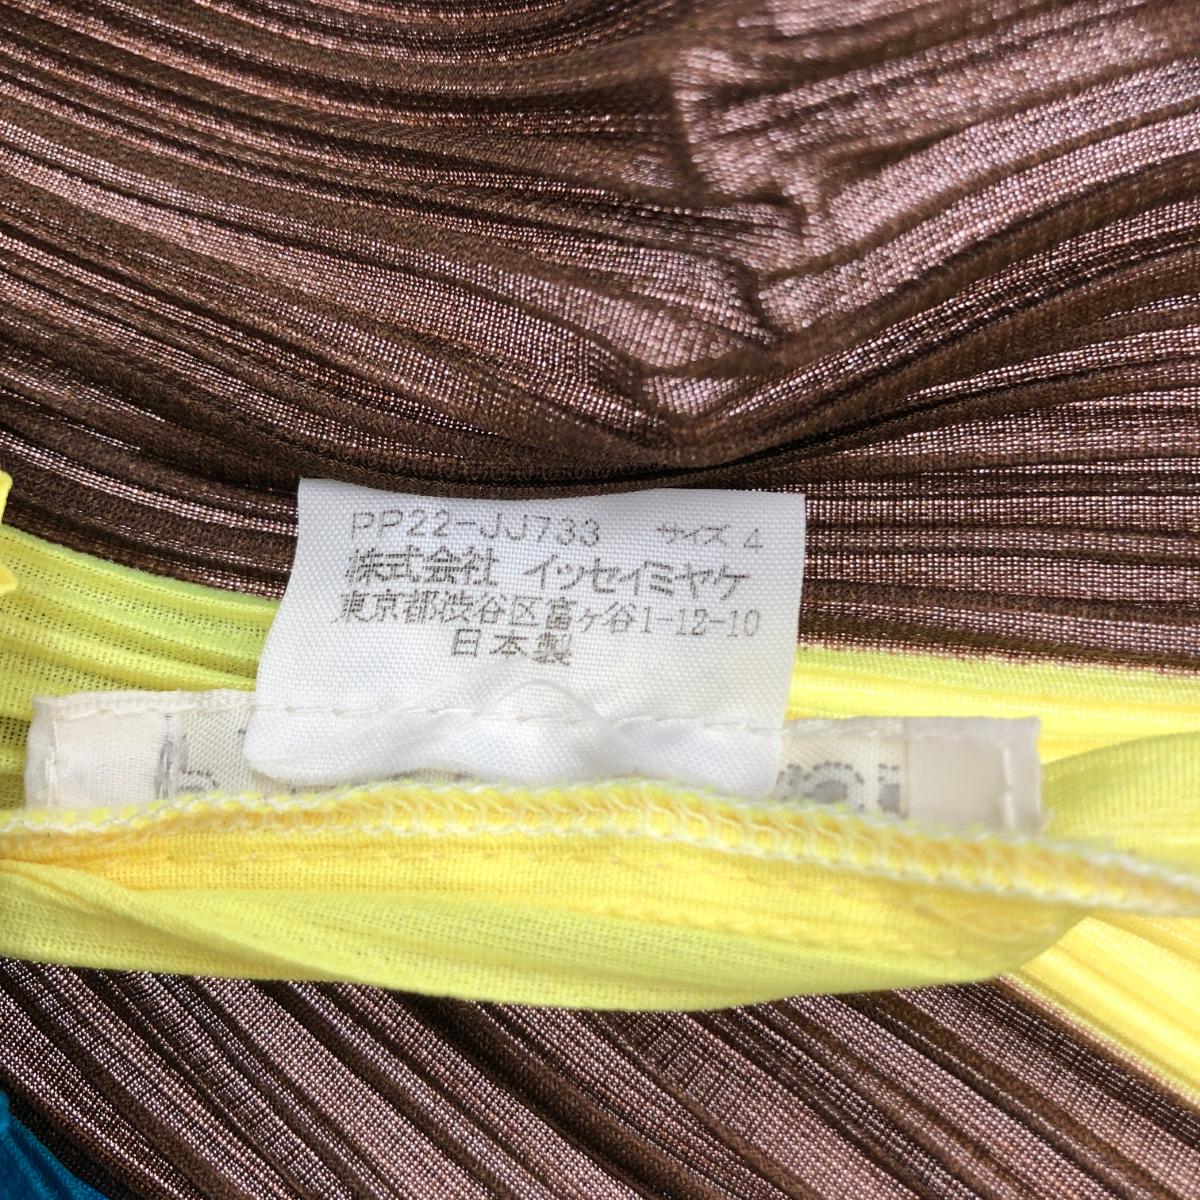 PP22-JJ733 サイズ 4
株式会社 イッセイミヤケ
東京都渋谷区富ヶ谷1-12-10
日本製